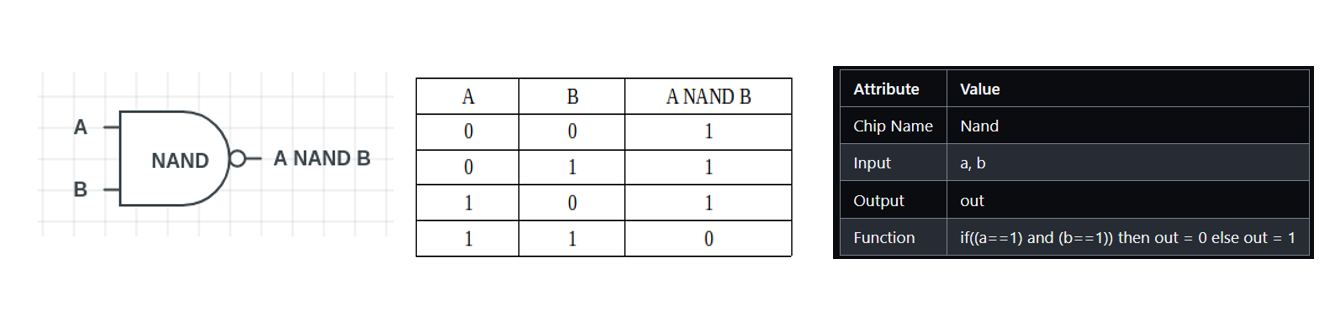 A
B
NAND
A NAND B
A B A NAND B
0 0 1
0 1 1
1 0 1
1 1 0
Attribute Value
Chip Name Nand
Input a, b
Output out
Function if((a==1) and (b==1)) then out = 0 else out = 1